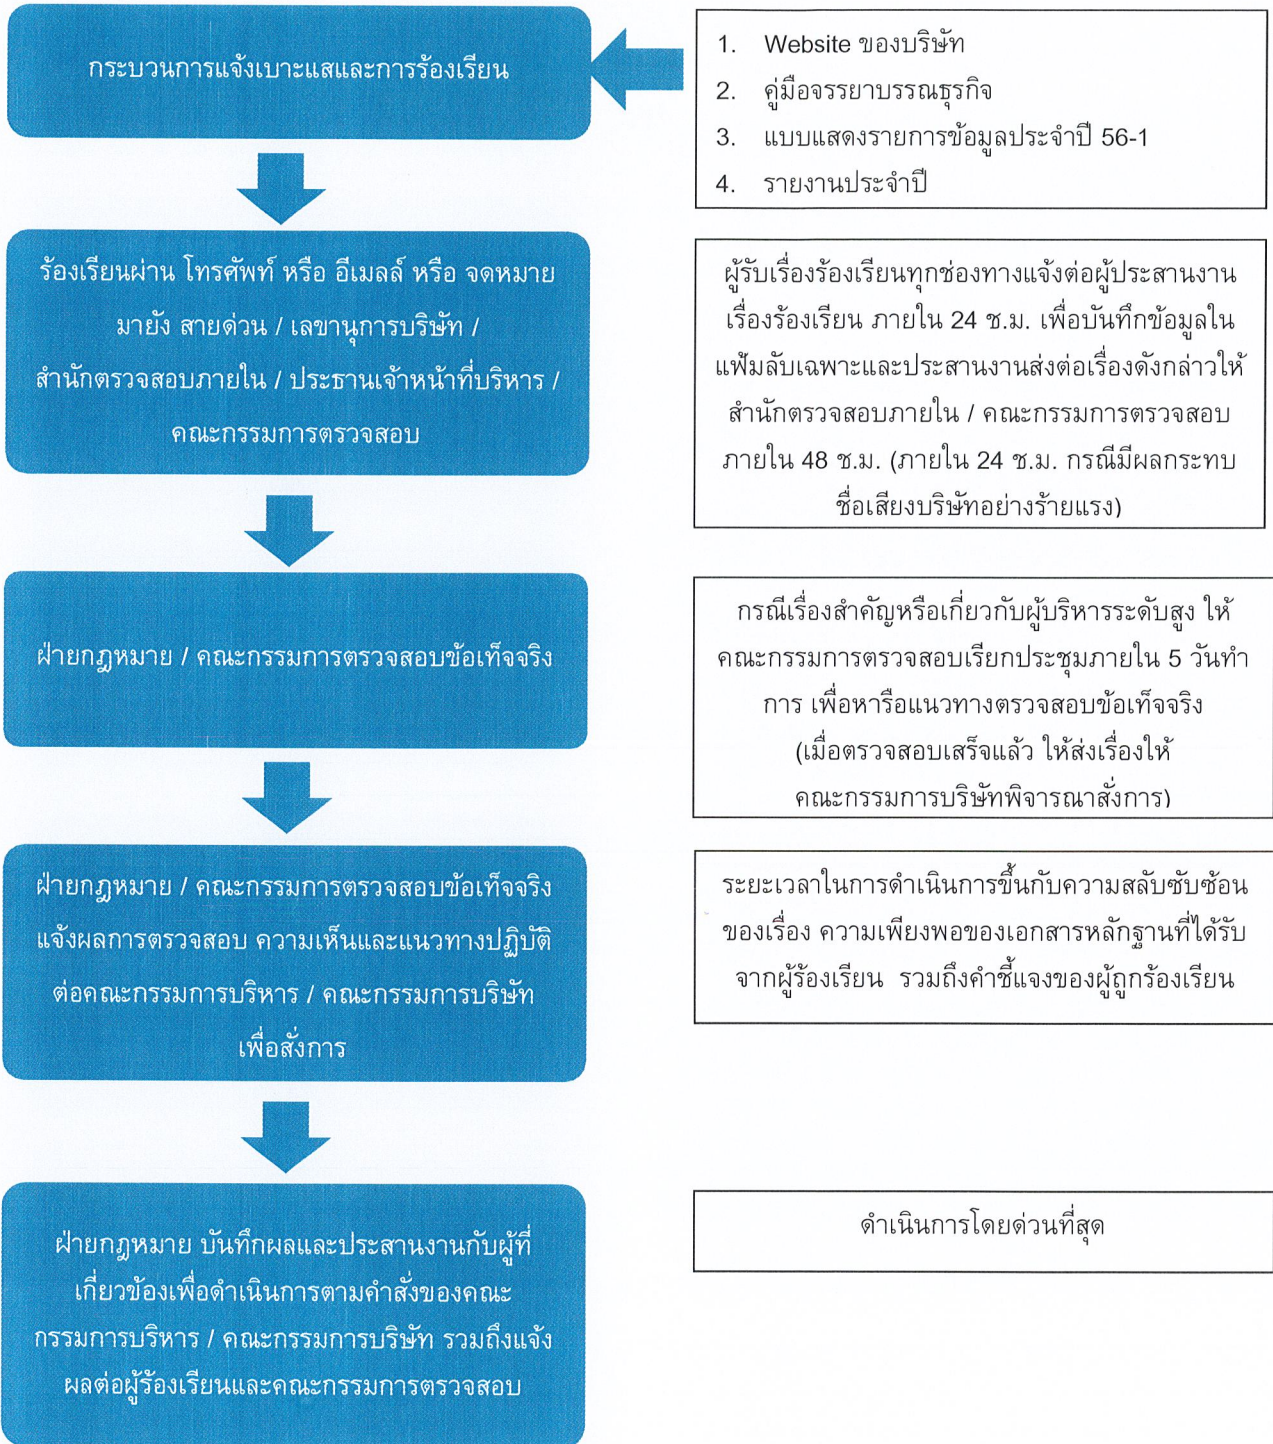 กระบวนการแจ้งเบาะแสและการร้องเรียน
1. Website ของบริษัท
2. คู่มือจรรยาบรรณธุรกิจ
3. แบบแสดงรายการข้อมูลประจำปี 56-1
4. รายงานประจำปี
ร้องเรียนผ่าน โทรศัพท์ หรือ อีเมลล์ หรือ จดหมาย
มายัง สายด่วน / เลขานุการบริษัท /
สำนักตรวจสอบภายใน / ประธานเจ้าหน้าที่บริหาร /
คณะกรรมการตรวจสอบ
ผู้รับเรื่องร้องเรียนทุกช่องทางแจ้งต่อผู้ประสานงาน
เรื่องร้องเรียน ภายใน 24 ช.ม. เพื่อบันทึกข้อมูลใน
แฟ้มลับเฉพาะและประสานงานส่งต่อเรื่องดังกล่าวให้
สำนักตรวจสอบภายใน / คณะกรรมการตรวจสอบ
ภายใน 48 ช.ม. (ภายใน 24 ช.ม. กรณีมีผลกระทบ
ชื่อเสียงบริษัทอย่างร้ายแรง)
ฝ่ายกฎหมาย / คณะกรรมการตรวจสอบข้อเท็จจริง
กรณีเรื่องสำคัญหรือเกี่ยวกับผู้บริหารระดับสูง ให้
คณะกรรมการตรวจสอบเรียกประชุมภายใน 5 วันทำ
การ เพื่อหารือแนวทางตรวจสอบข้อเท็จจริง
(เมื่อตรวจสอบเสร็จแล้ว ให้ส่งเรื่องให้
คณะกรรมการบริษัทพิจารณาสั่งการ)
ฝ่ายกฎหมาย / คณะกรรมการตรวจสอบข้อเท็จจริง
แจ้งผลการตรวจสอบ ความเห็นและแนวทางปฏิบัติ
ต่อคณะกรรมการบริหาร / คณะกรรมการบริษัท
เพื่อสั่งการ
ระยะเวลาในการดำเนินการขึ้นกับความสลับซับซ้อน
ของเรื่อง ความเพียงพอของเอกสารหลักฐานที่ได้รับ
จากผู้ร้องเรียน รวมถึงคำชี้แจงของผู้ถูกร้องเรียน
ฝ่ายกฎหมาย บันทึกผลและประสานงานกับผู้ที่
เกี่ยวข้องเพื่อดำเนินการตามคำสั่งของคณะ
กรรมการบริหาร / คณะกรรมการบริษัท รวมถึงแจ้ง
ผลต่อผู้ร้องเรียนและคณะกรรมการตรวจสอบ
ดำเนินการโดยด่วนที่สุด